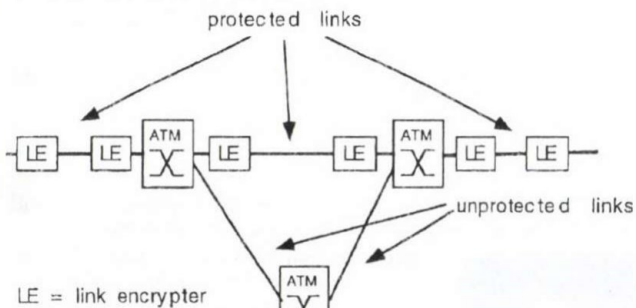 protected links
ATM
ATM
LE
LE
LE
LE
LE
LE
unprotected links
ATM
LE = link encrypter